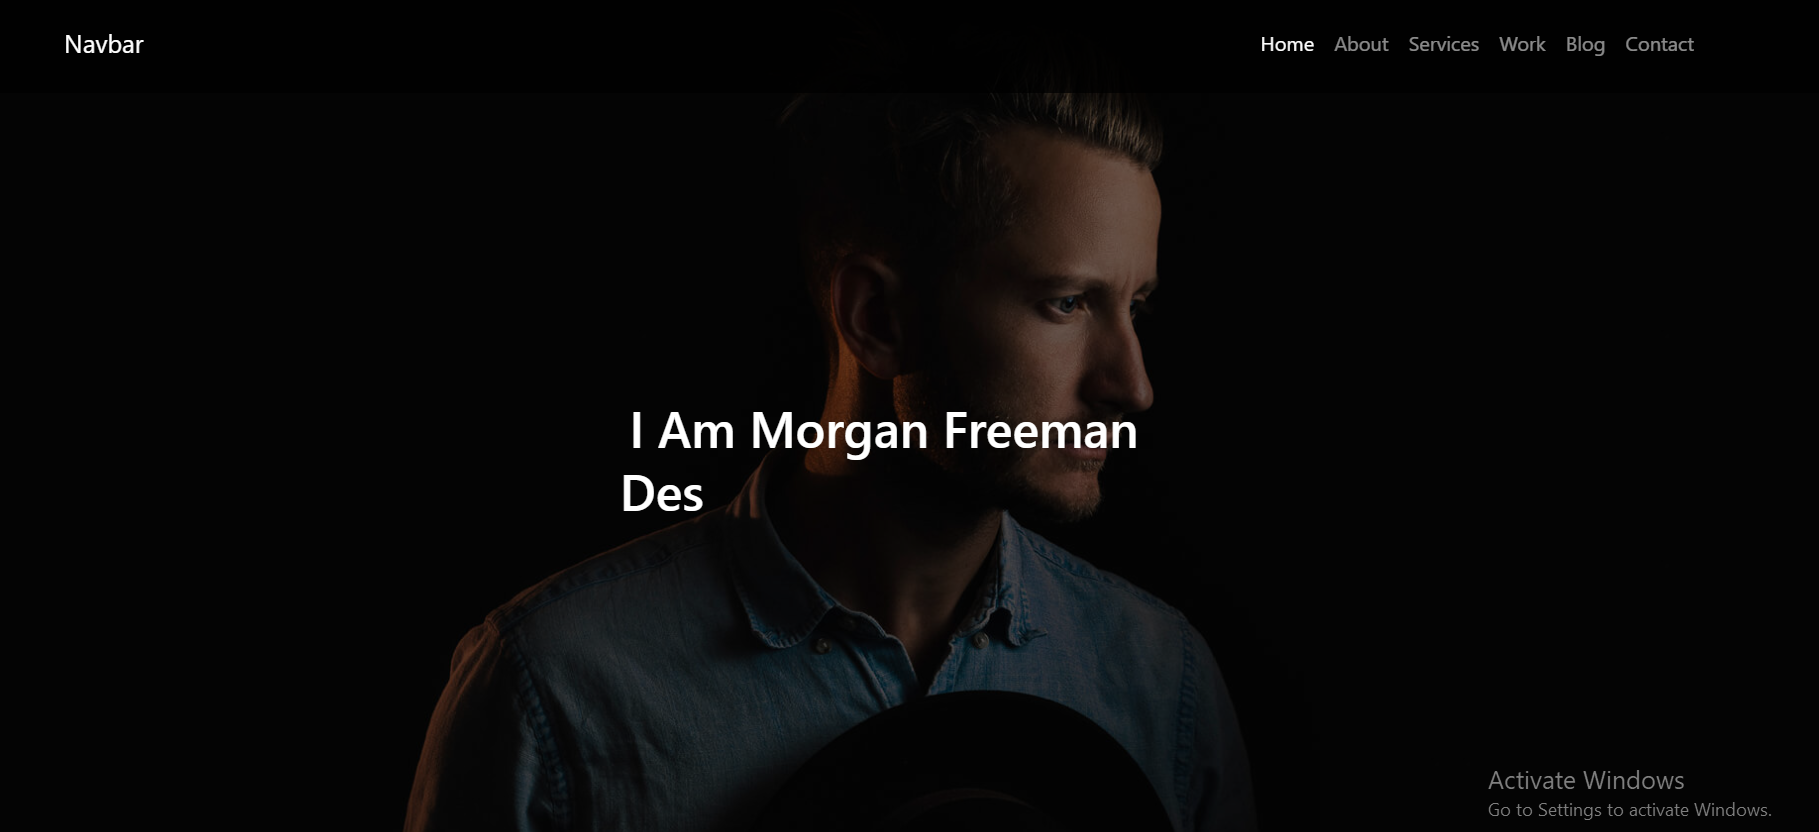 Navbar
Home About Services Work Blog Contact
I Am Morgan Freeman
Des
Activate Windows
Go to Settings to activate Windows.